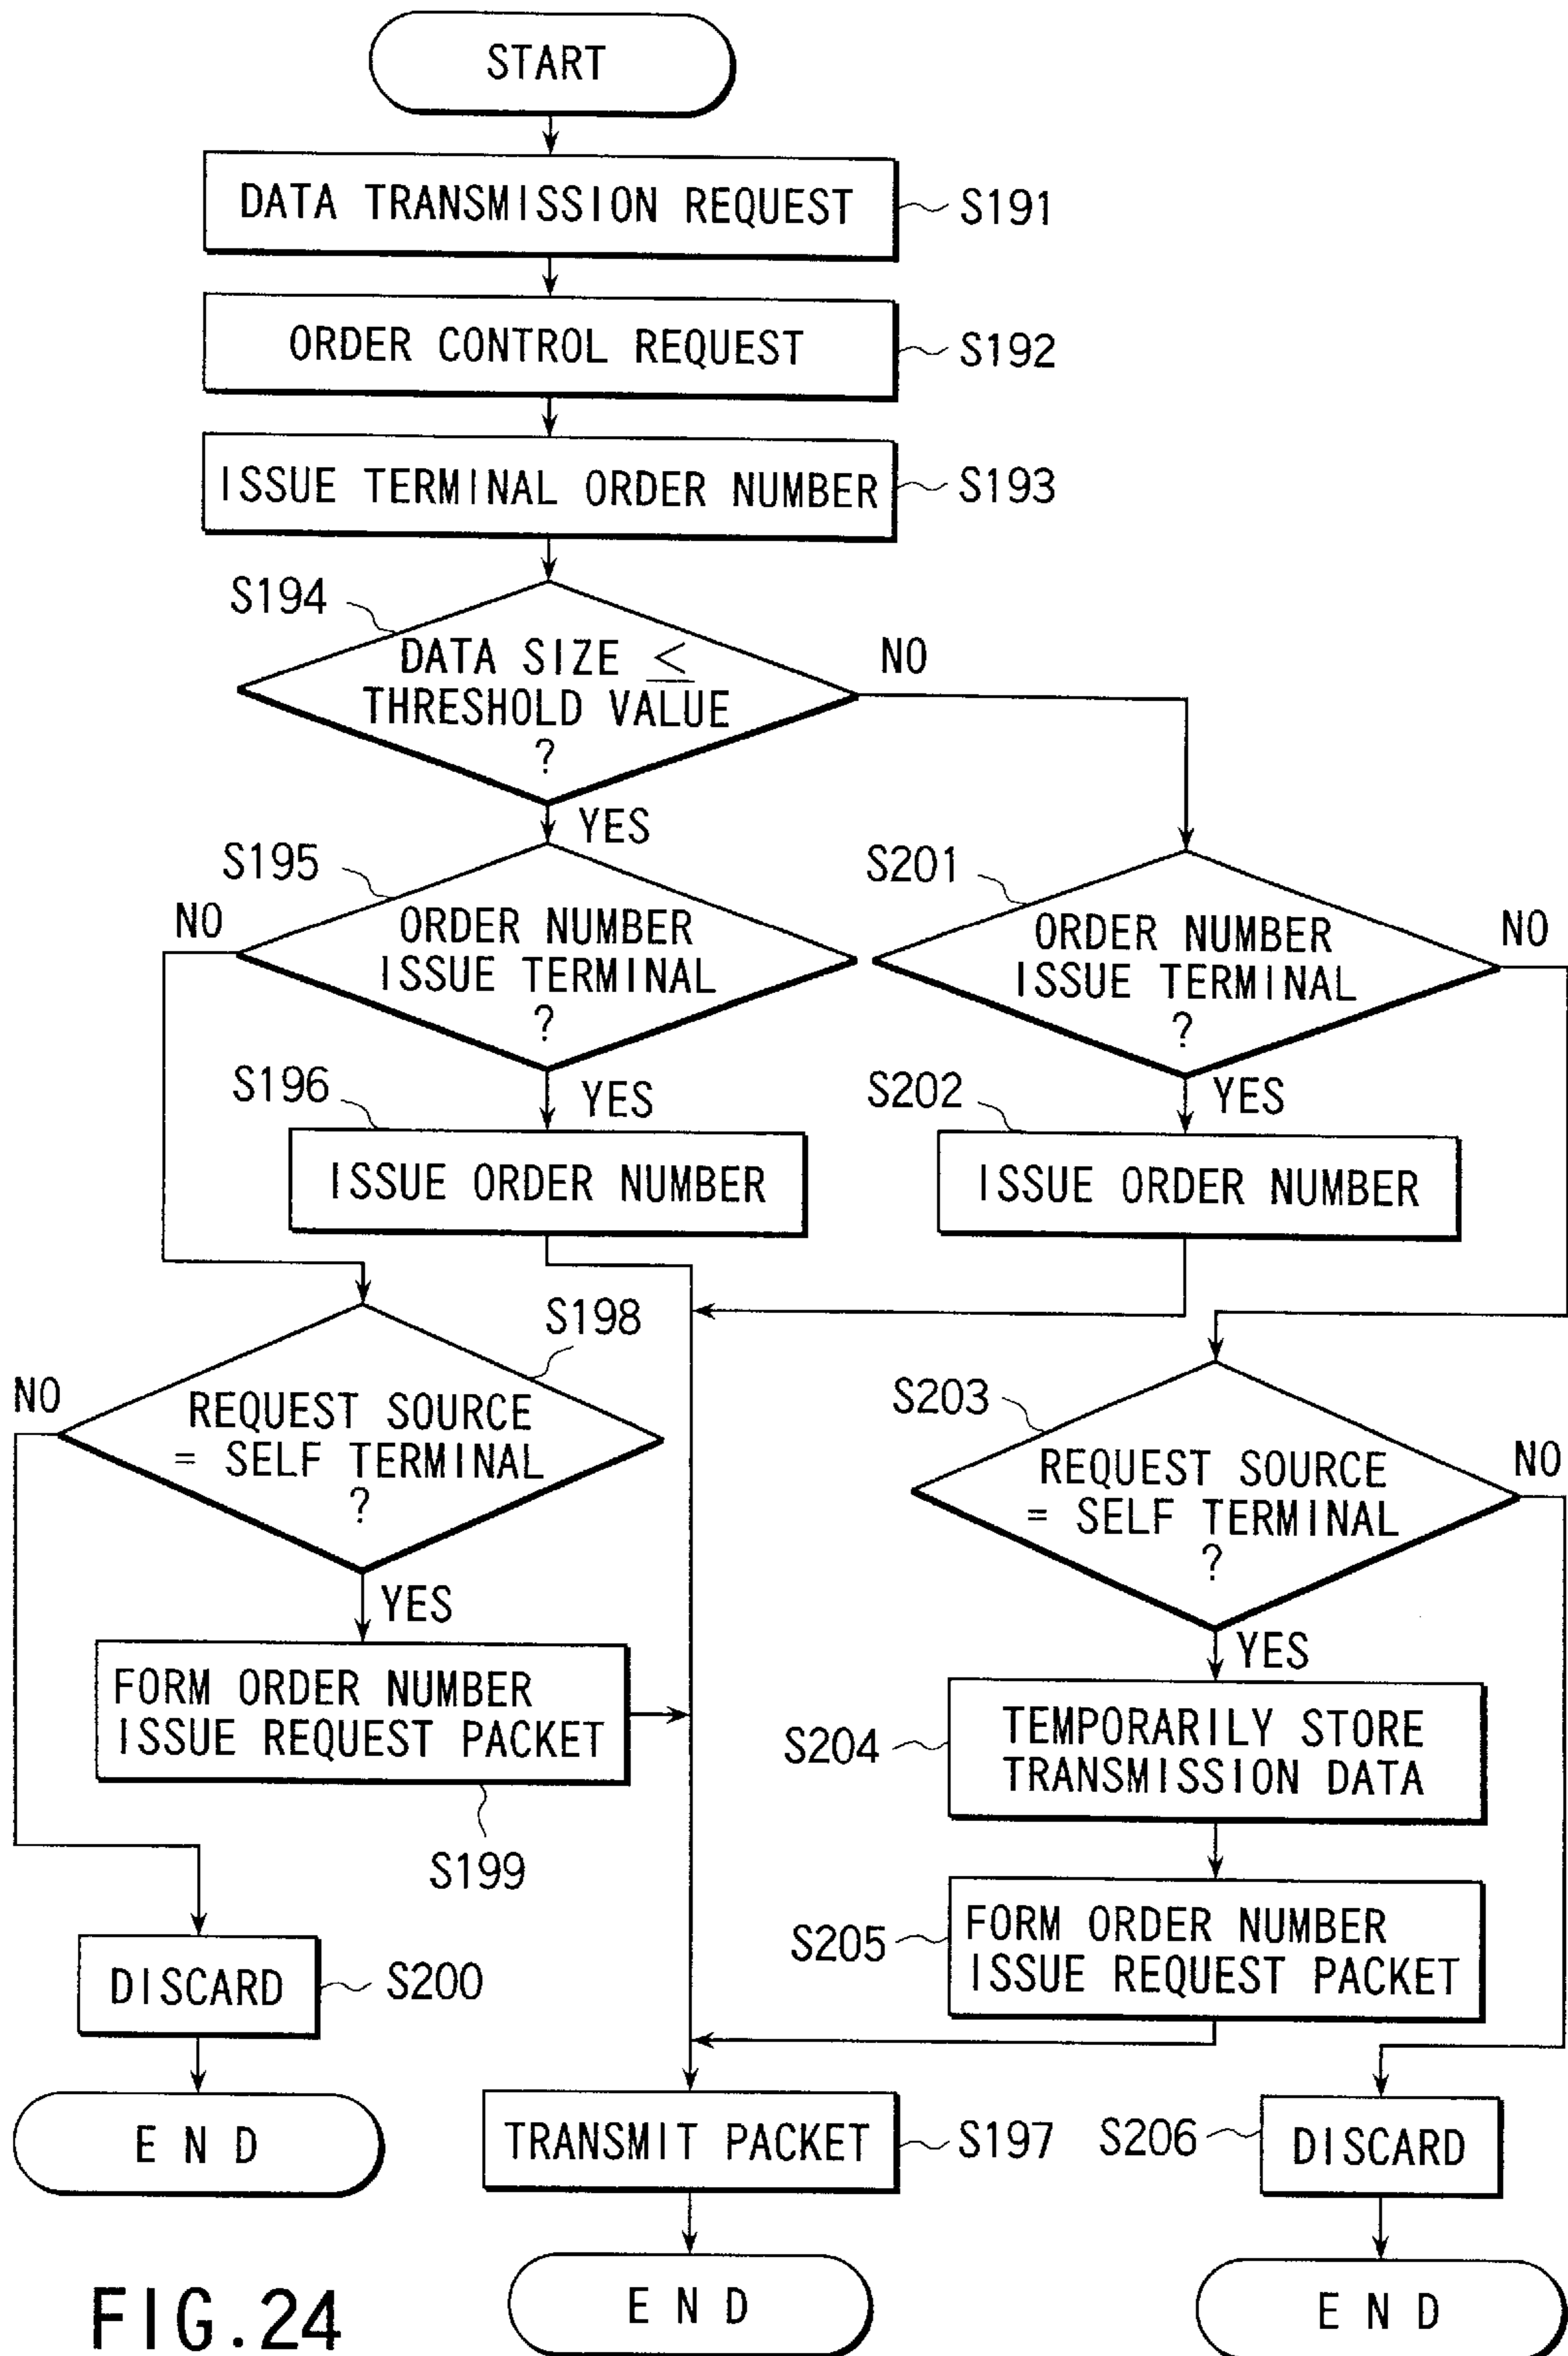 START
DATA TRANSMISSION REQUEST
S191
ORDER CONTROL REQUEST
S192
ISSUE TERMINAL ORDER NUMBER
S193
S194
DATA SIZE ≤
THRESHOLD VALUE
?
NO
YES
S195
ORDER NUMBER
ISSUE TERMINAL
?
NO
YES
S201
ORDER NUMBER
ISSUE TERMINAL
?
NO
YES
S196
ISSUE ORDER NUMBER
S202
ISSUE ORDER NUMBER
S198
REQUEST SOURCE
= SELF TERMINAL
?
NO
YES
S203
REQUEST SOURCE
= SELF TERMINAL
?
NO
YES
FORM ORDER NUMBER
ISSUE REQUEST PACKET
S199
S204
TEMPORARILY STORE
TRANSMISSION DATA
S205
FORM ORDER NUMBER
ISSUE REQUEST PACKET
DISCARD
S200
END
TRANSMIT PACKET
S197
S206
DISCARD
END
END
FIG.24